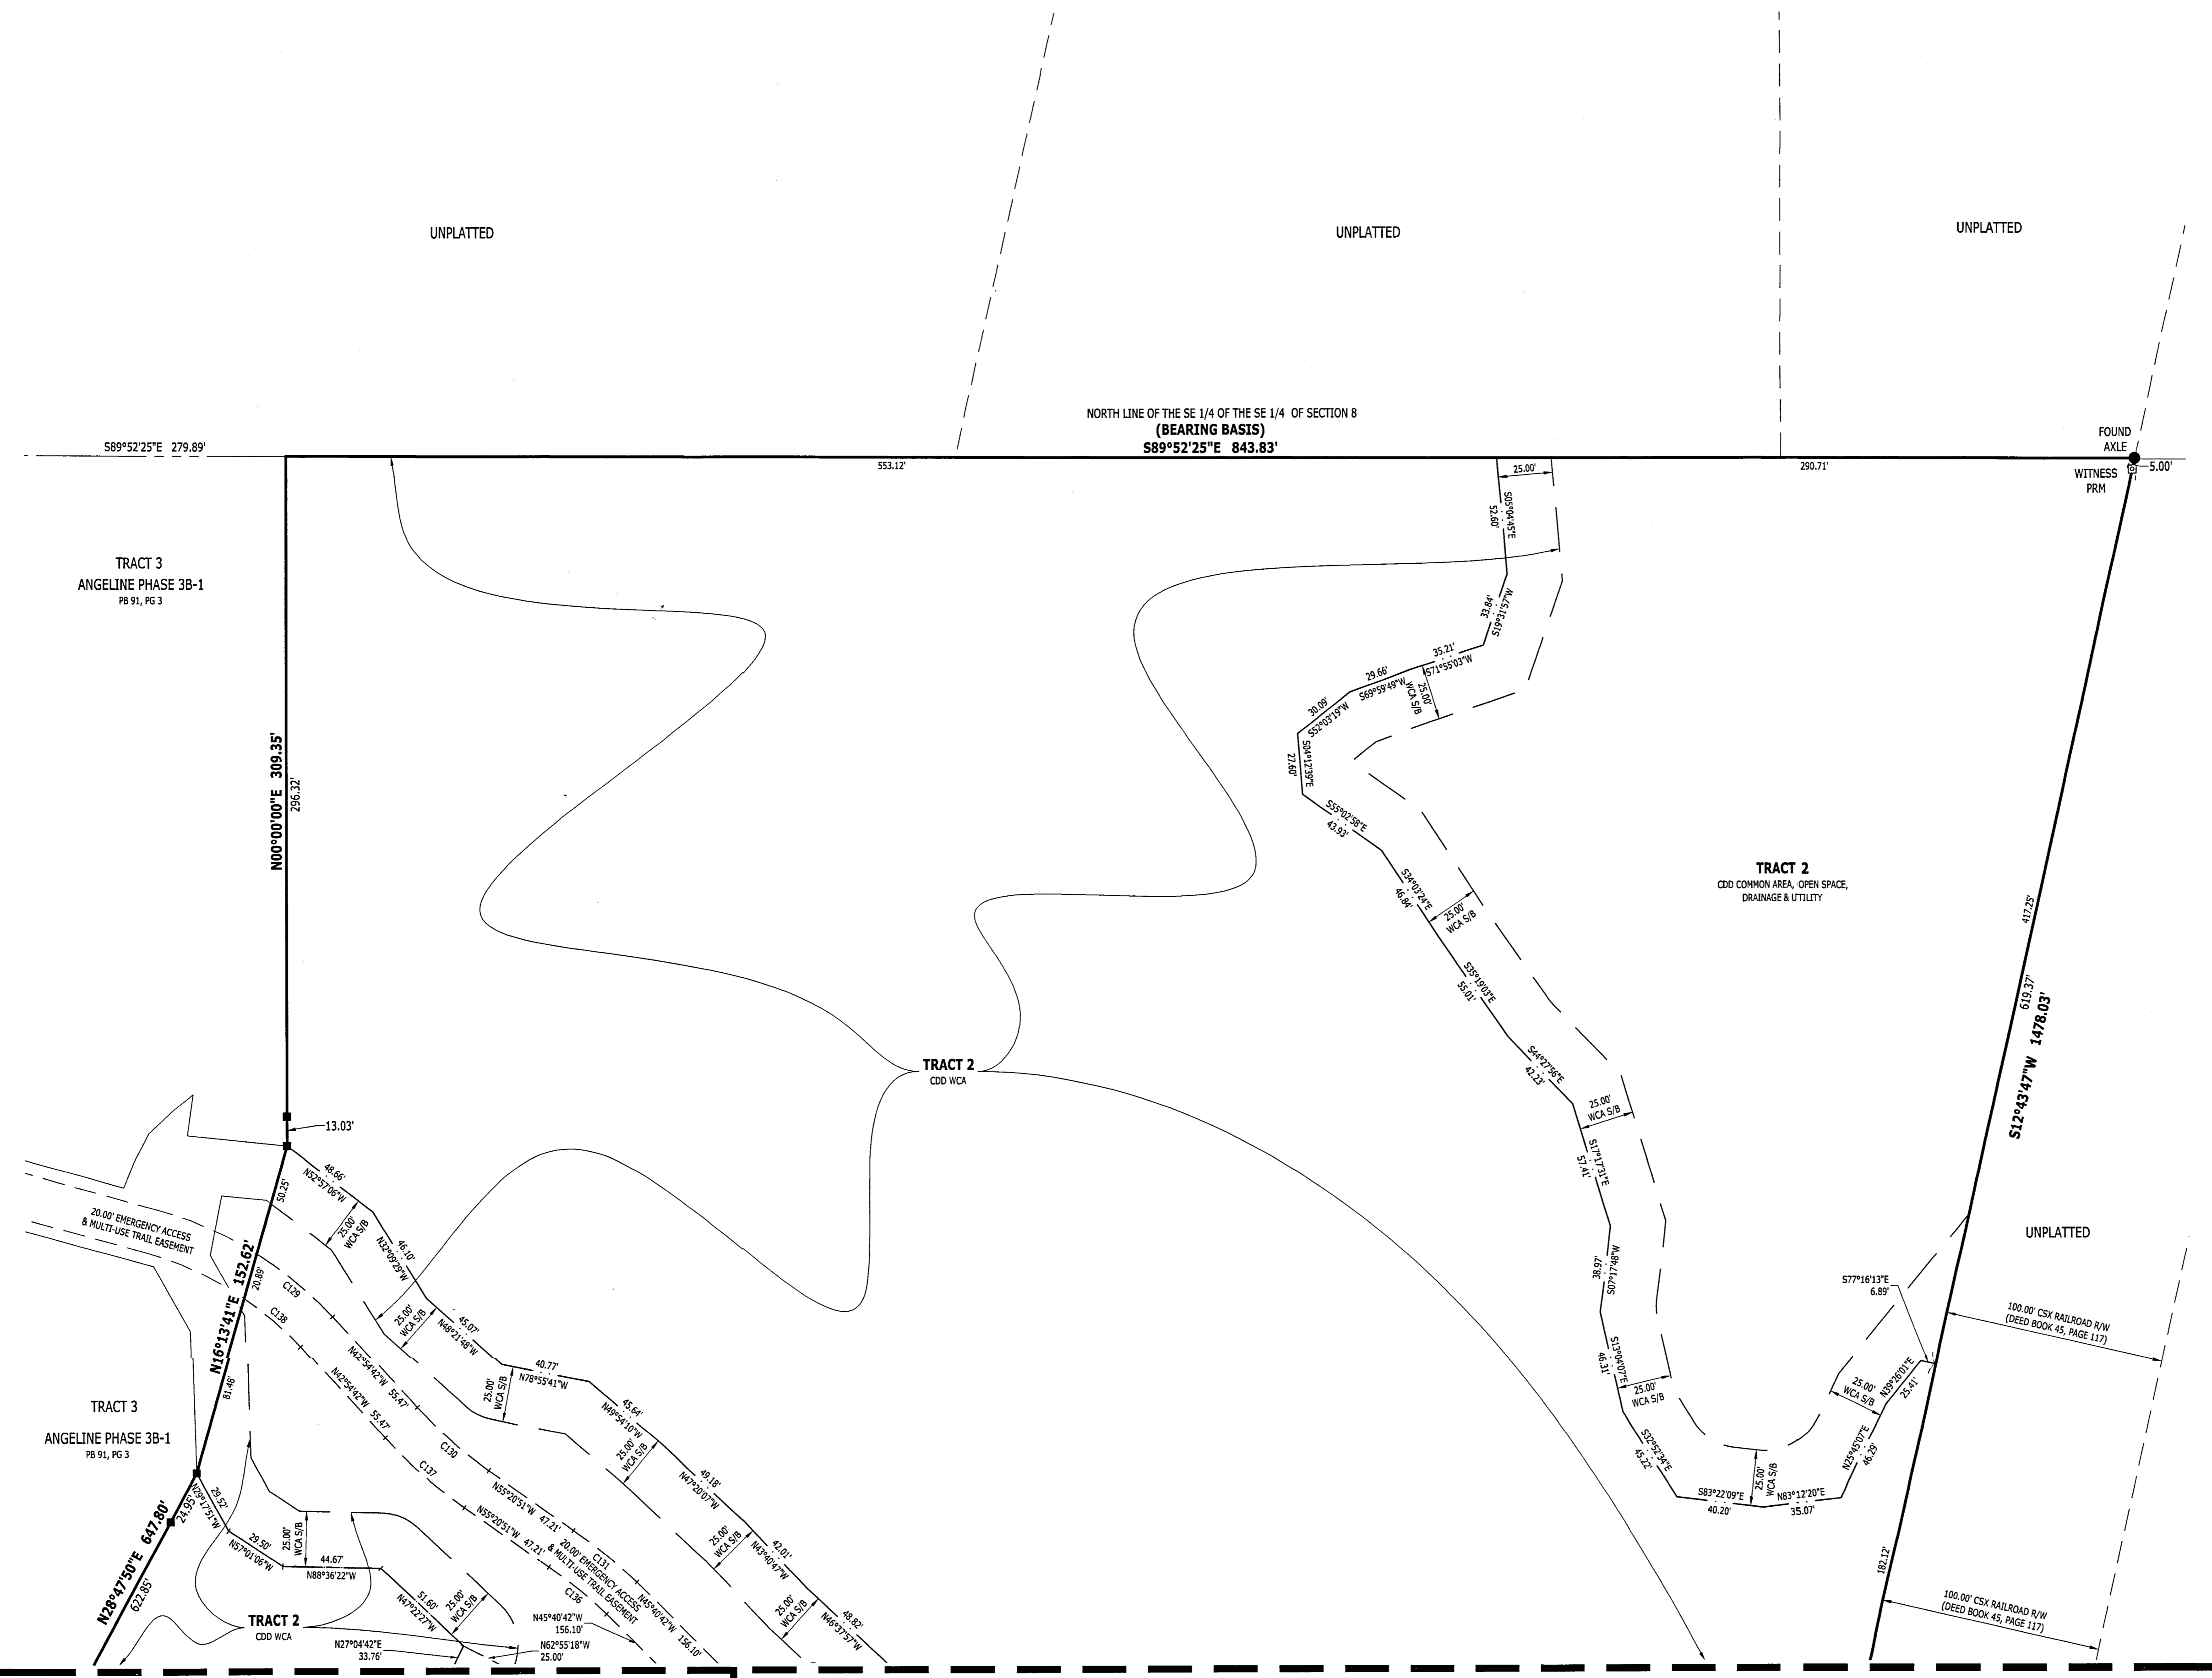 UNPLATTED
UNPLATTED
UNPLATTED
NORTH LINE OF THE SE 1/4 OF THE SE 1/4 OF SECTION 8
(BEARING BASIS)
S89°52'25"E 843.83'
S89°52'25"E 279.89'
553.12'
290.71'
FOUND
AXLE
5.00'
WITNESS
PRM
25.00'
S05°04'45"E
52.60'
TRACT 3
ANGELINE PHASE 3B-1
PB 91, PG 3
33.84'
S19°31'57"W
35.21'
S71°55'03"W
29.66'
S69°59'49"W
25.00'
WCA S/B
30.09'
S52°03'19"W
S04°12'39"E
27.60'
N00°00'00"E 309.35'
296.32'
S55°02'58"E
43.93'
TRACT 2
CDD COMMON AREA, OPEN SPACE,
DRAINAGE & UTILITY
S34°03'24"E
46.84'
25.00'
WCA S/B
417.25'
S35°19'03"E
55.01'
619.37'
S12°43'47"W 1478.03'
TRACT 2
CDD WCA
S44°27'56"E
42.23'
25.00'
WCA S/B
13.03'
S17°17'31"E
57.41'
48.66'
N52°57'06"W
50.25'
25.00'
WCA S/B
20.00' EMERGENCY ACCESS
& MULTI-USE TRAIL EASEMENT
46.10'
N32°09'29"W
UNPLATTED
38.97'
S07°17'48"W
N16°13'41"E 152.62'
20.89'
C129
C138
S77°16'13"E
6.89'
25.00'
WCA S/B
45.07'
N48°21'48"W
100.00' CSX RAILROAD R/W
(DEED BOOK 45, PAGE 117)
S13°04'07"E
46.31'
N42°54'42"W 55.47'
N42°54'42"W 55.47'
40.77'
N78°55'41"W
25.00'
WCA S/B
25.00'
WCA S/B
25.00'
WCA S/B
N39°26'01"E
25.41'
81.48'
TRACT 3
ANGELINE PHASE 3B-1
PB 91, PG 3
45.64'
N49°54'10"W
C130
C137
25.00'
WCA S/B
S32°52'34"E
45.22'
N25°45'07"E
46.29'
25.00'
WCA S/B
49.18'
N47°20'07"W
S83°22'09"E
40.20'
N83°12'20"E
35.07'
29.52'
N29°17'51"W
24.95'
N28°47'50"E 647.80'
622.85'
N55°20'51"W 47.21'
N55°20'51"W 47.21'
29.50'
N57°01'06"W
25.00'
WCA S/B
44.67'
N88°36'22"W
25.00'
WCA S/B
42.01'
N43°40'47"W
182.12'
C131
20.00' EMERGENCY ACCESS
& MULTI-USE TRAIL EASEMENT
C136
51.60'
N47°22'27"W
25.00'
WCA S/B
N45°40'42"W 156.10'
25.00'
WCA S/B
48.82'
N46°37'57"W
100.00' CSX RAILROAD R/W
(DEED BOOK 45, PAGE 117)
TRACT 2
CDD WCA
N45°40'42"W
156.10'
N27°04'42"E
33.76'
N62°55'18"W
25.00'